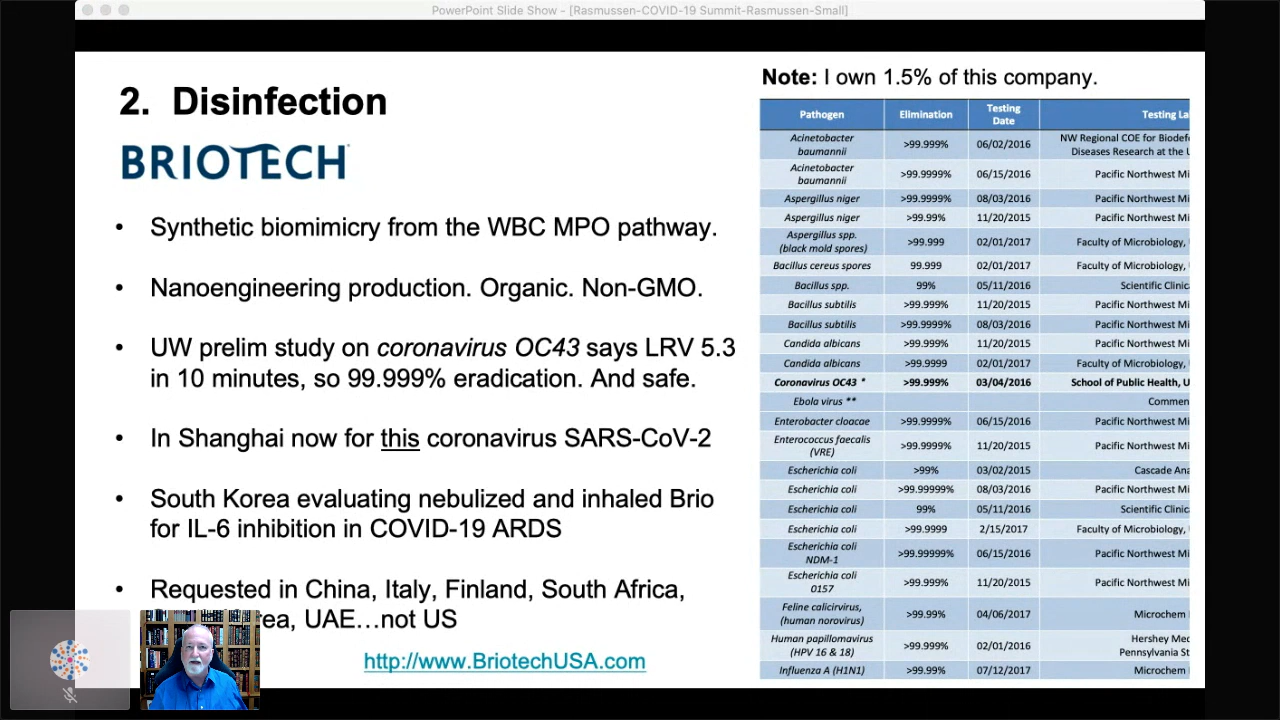 PowerPoint Slide Show - [Rasmussen-COVID-19 Summit-Rasmussen-Small]
2. Disinfection
BRIOTECH
• Synthetic biomimicry from the WBC MPO pathway.
• Nanoengineering production. Organic. Non-GMO.
• UW prelim study on coronavirus OC43 says LRV 5.3
in 10 minutes, so 99.999% eradication. And safe.
• In Shanghai now for this coronavirus SARS-CoV-2
• South Korea evaluating nebulized and inhaled Brio
for IL-6 inhibition in COVID-19 ARDS
• Requested in China, Italy, Finland, South Africa,
rea, UAE…not US
http://www.BriotechUSA.com
Note: I own 1.5% of this company.
Pathogen Elimination Testing Date Testing La
Acinetobacter baumannii >99.999% 06/02/2016 NW Regional COE for Biodef
Diseases Research at the U
Acinetobacter baumannii >99.9999% 06/15/2016 Pacific Northwest Mi
Aspergillus niger >99.9999% 08/03/2016 Pacific Northwest Mi
Aspergillus niger >99.99% 11/20/2015 Pacific Northwest Mi
Aspergillus spp. (black mold spores) >99.999 02/01/2017 Faculty of Microbiology,
Bacillus cereus spores 99.999 02/01/2017 Faculty of Microbiology,
Bacillus spp. 99% 05/11/2016 Scientific Clinica
Bacillus subtilis >99.999% 11/20/2015 Pacific Northwest Mi
Bacillus subtilis >99.9999% 08/03/2016 Pacific Northwest Mi
Candida albicans >99.999% 11/20/2015 Pacific Northwest Mi
Candida albicans >99.9999 02/01/2017 Faculty of Microbiology,
Coronavirus OC43 * >99.999% 03/04/2016 School of Public Health, U
Ebola virus ** Commen
Enterobacter cloacae >99.9999% 06/15/2016 Pacific Northwest Mi
Enterococcus faecalis (VRE) >99.9999% 11/20/2015 Pacific Northwest Mi
Escherichia coli >99% 03/02/2015 Cascade Ana
Escherichia coli >99.99999% 08/03/2016 Pacific Northwest Mi
Escherichia coli 99% 05/11/2016 Scientific Clinic
Escherichia coli >99.9999 2/15/2017 Faculty of Microbiology,
Escherichia coli NDM-1 >99.99999% 06/15/2016 Pacific Northwest Mi
Escherichia coli 0157 >99.999% 11/20/2015 Pacific Northwest Mi
Feline calicirvirus, (human norovirus) >99.99% 04/06/2017 Microchem
Human papillomavirus (HPV 16 & 18) >99.999% 02/01/2016 Hershey Mec
Pennsylvania St
Influenza A (H1N1) >99.99% 07/12/2017 Microchem